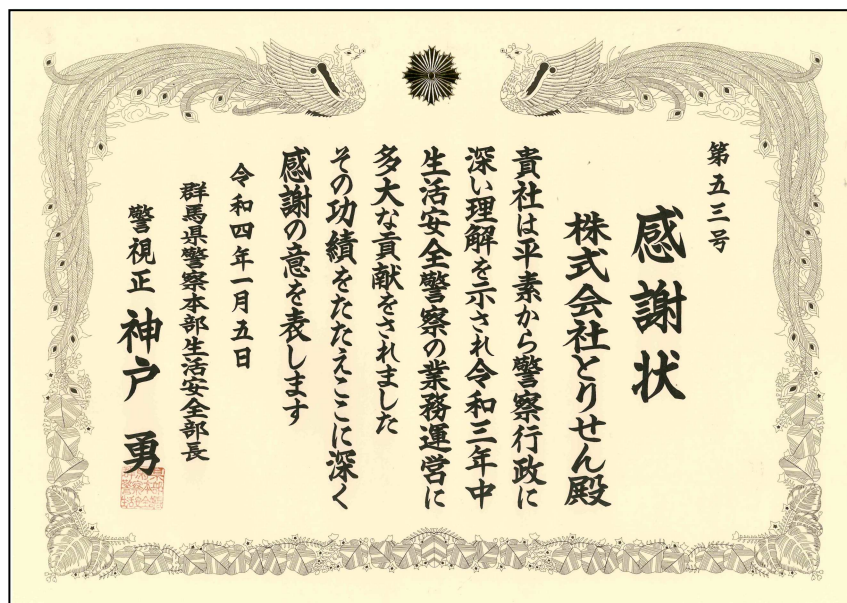 第五三号
感謝状
株式会社とりせん殿
貴社は平素から警察行政に
深い理解を示され令和三年中
生活安全警察の業務運営に
多大な貢献をされました
その功績をたたえここに深く
感謝の意を表します
令和四年一月五日
群馬県警察本部生活安全部長
警視正 神戸 勇